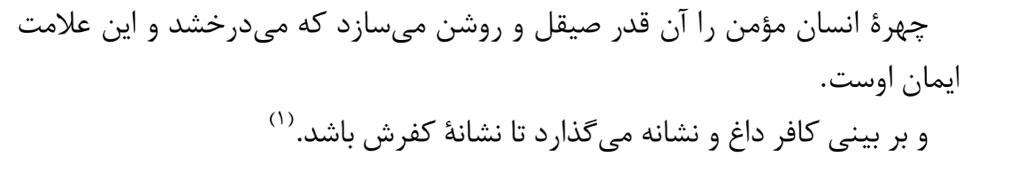 چهرهٔ انسان مؤمن را آن قدر صیقل و روشن می‌سازد که می‌درخشد و این علامت
ایمان اوست.
و بر بینی کافر داغ و نشانه می‌گذارد تا نشانهٔ کفرش باشد.(۱)